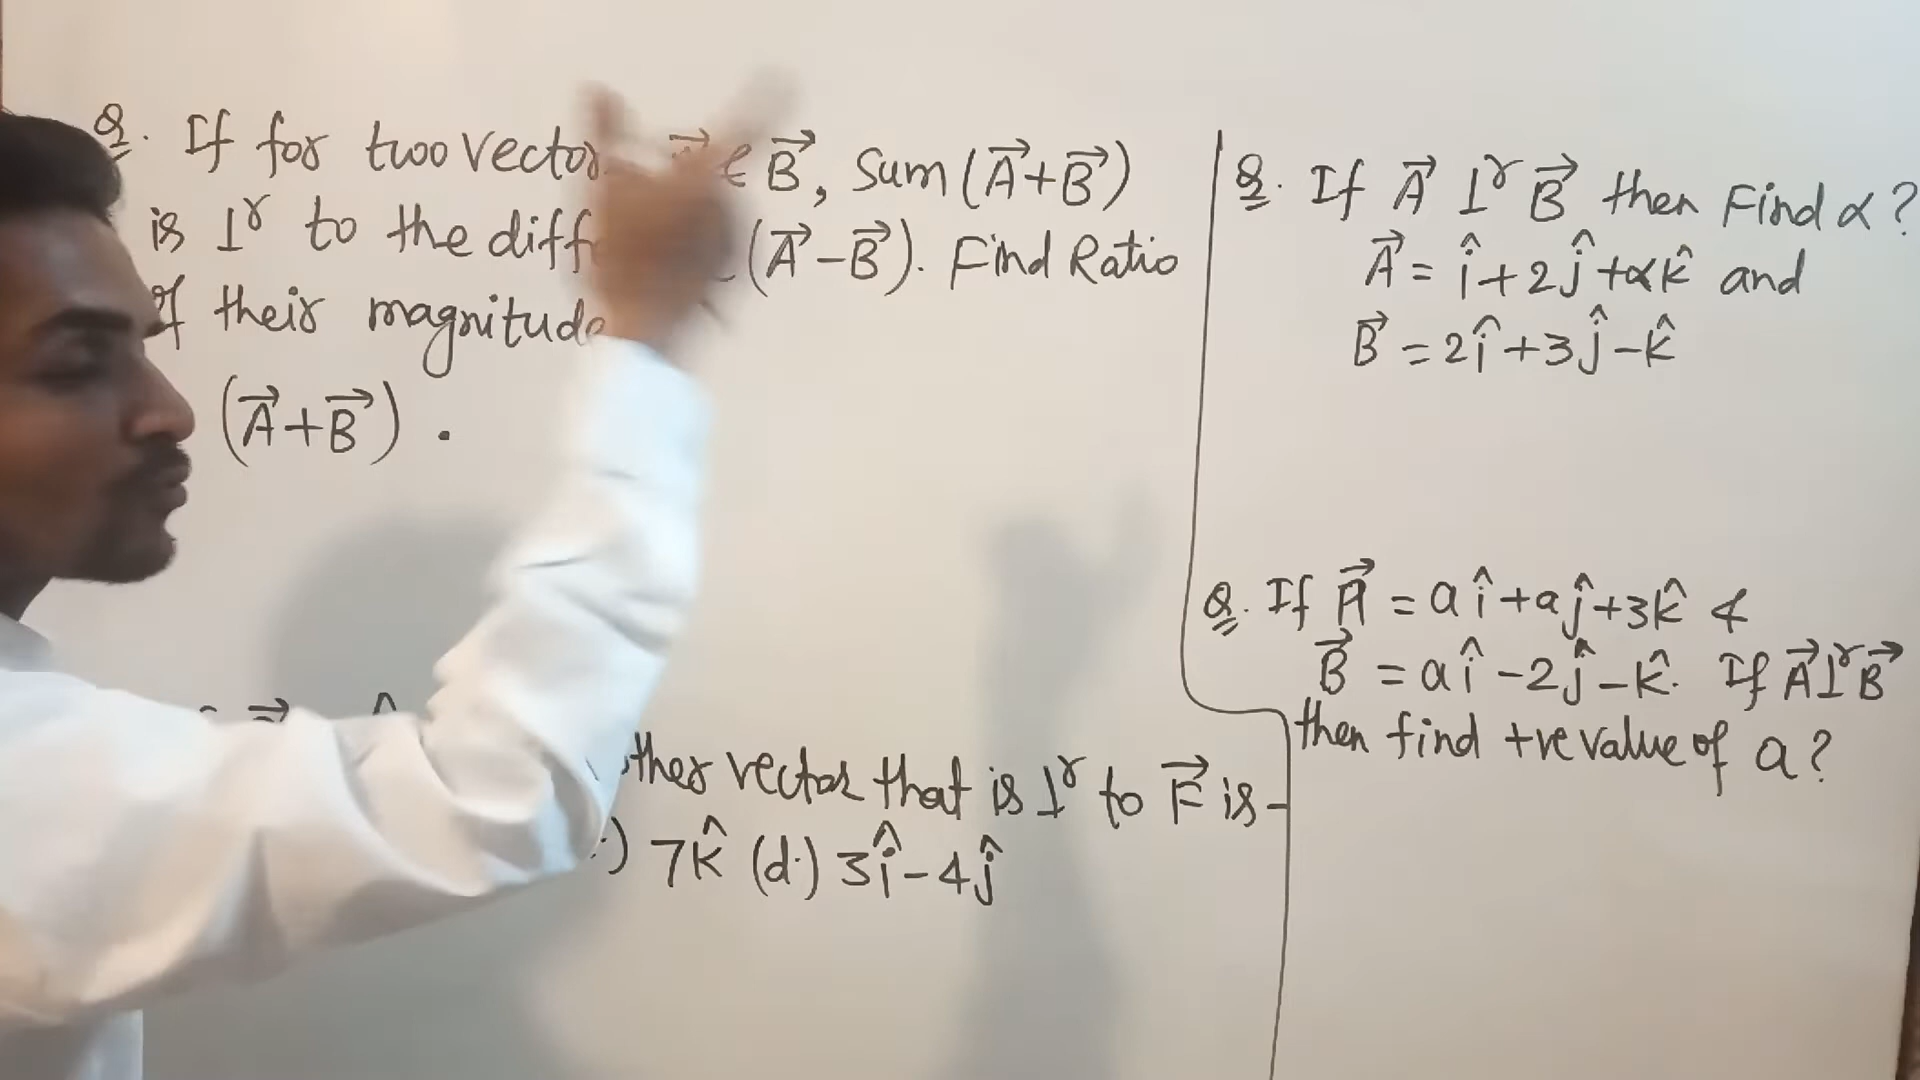 Q. If for two vector B⃗, Sum (A⃗+B⃗)
is ⊥r to the diff (A⃗-B⃗). Find Ratio
of their magnitude
(A⃗+B⃗) .
ther vector that is ⊥r to F⃗ is-
) 7k̂ (d.) 3î-4ĵ
Q. If A⃗ ⊥r B⃗ then Find α?
A⃗ = î+2ĵ+αk̂ and
B⃗ = 2î+3ĵ-k̂
Q. If A⃗ = aî+aĵ+3k̂ &
B⃗ = aî-2ĵ-k̂. If A⃗⊥rB⃗
then find +ve value of a?